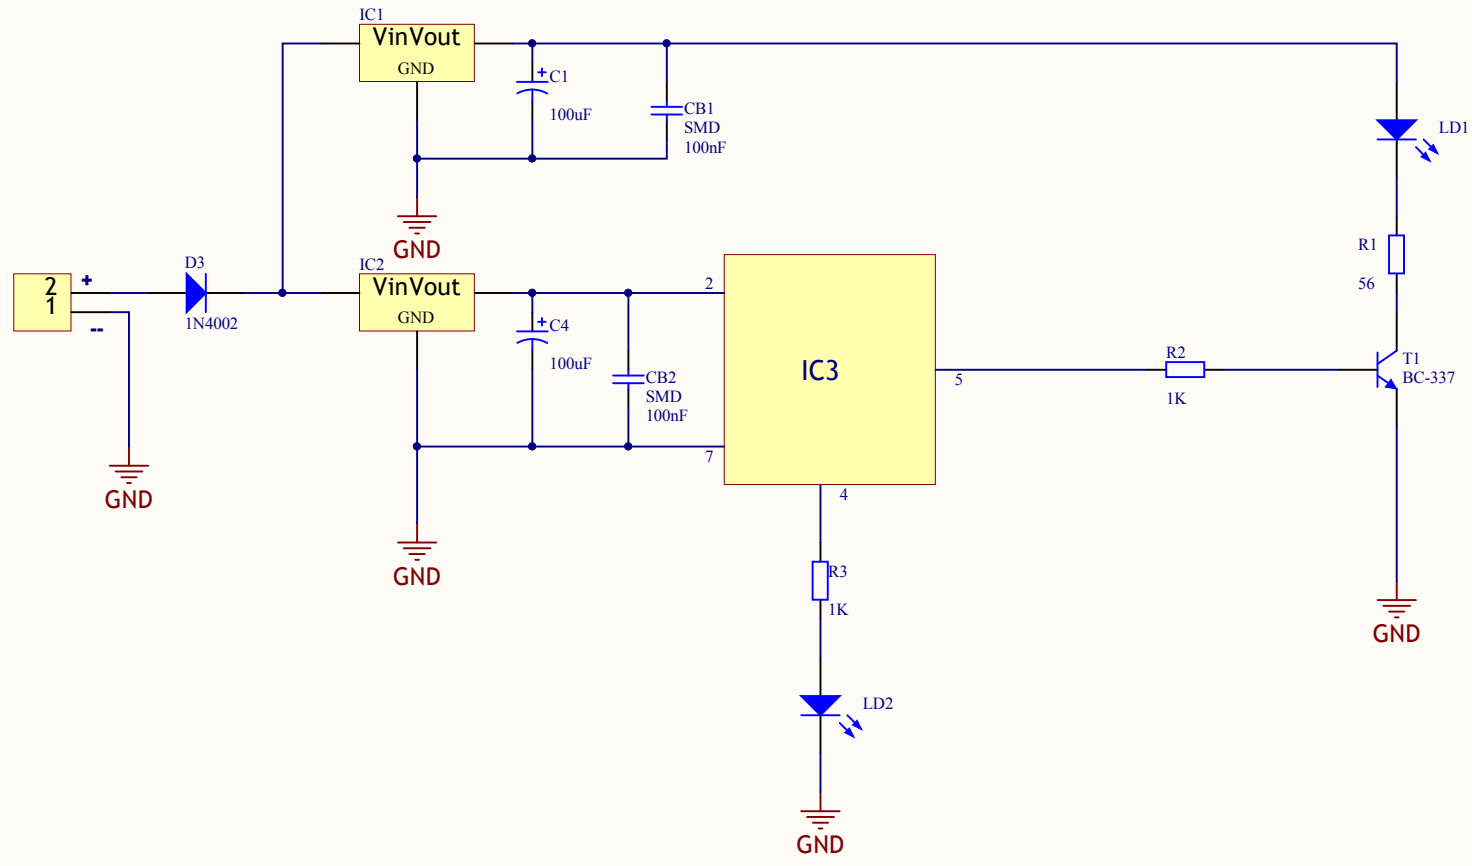 IC1
VinVout
GND
C1
100uF
CB1
SMD
100nF
LD1
GND
R1
56
D3
1N4002
2
1
+
--
IC2
VinVout
GND
C4
100uF
CB2
SMD
100nF
2
7
IC3
5
4
R2
1K
T1
BC-337
GND
GND
R3
1K
GND
LD2
GND